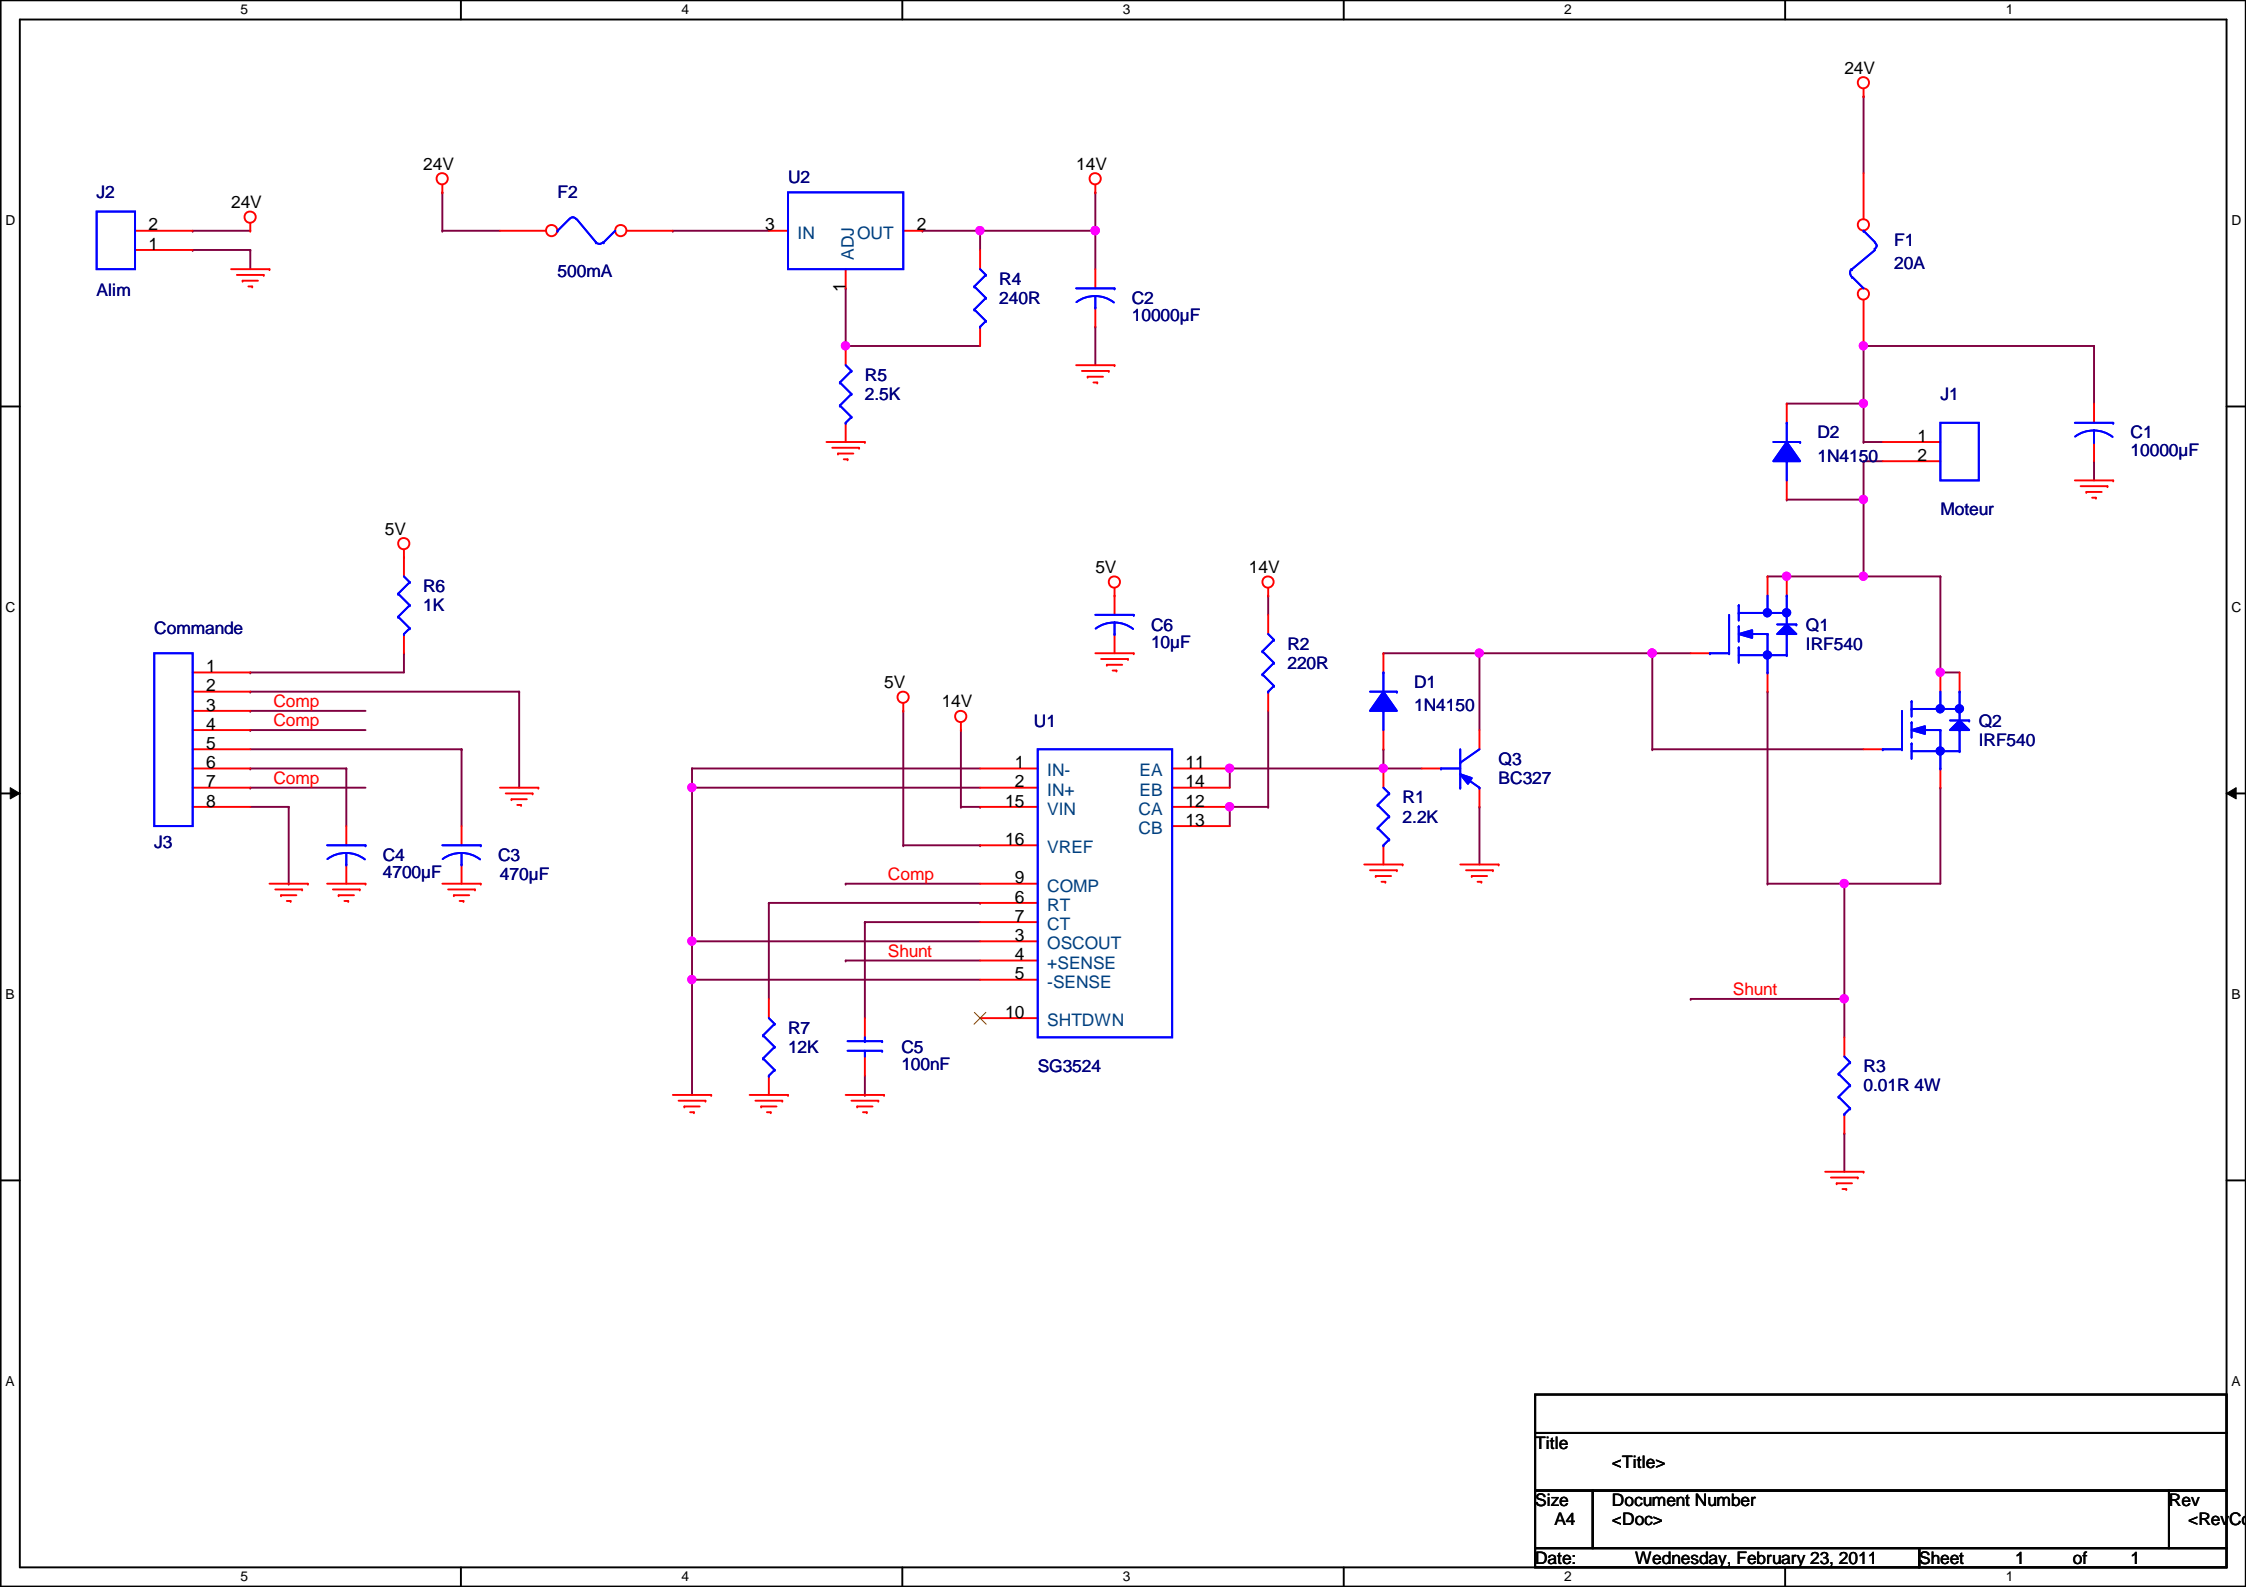 5 4 3 2 1
D D
C C
B B
A A
J2
24V
2
1
Alim
24V
F2
500mA
U2
3 IN ADJ OUT 2
1
14V
R4
240R
C2
10000µF
R5
2.5K
24V
F1
20A
J1
D2
1N4150
1
2
Moteur
C1
10000µF
5V
R6
1K
Commande
1
2
3 Comp
4 Comp
5
6
7 Comp
8
J3
C4
4700µF
C3
470µF
5V
C6
10µF
14V
R2
220R
5V
14V
U1
1 IN- EA 11
2 IN+ EB 14
15 VIN CA 12
CB 13
16 VREF
Comp 9 COMP
6 RT
7 CT
3 OSCOUT
Shunt 4 +SENSE
5 -SENSE
10 SHTDWN
SG3524
R7
12K
C5
100nF
D1
1N4150
Q3
BC327
R1
2.2K
Q1
IRF540
Q2
IRF540
Shunt
R3
0.01R 4W
Title
<Title>
Size Document Number Rev
A4 <Doc> <RevCo
Date: Wednesday, February 23, 2011 Sheet 1 of 1
5 4 3 2 1